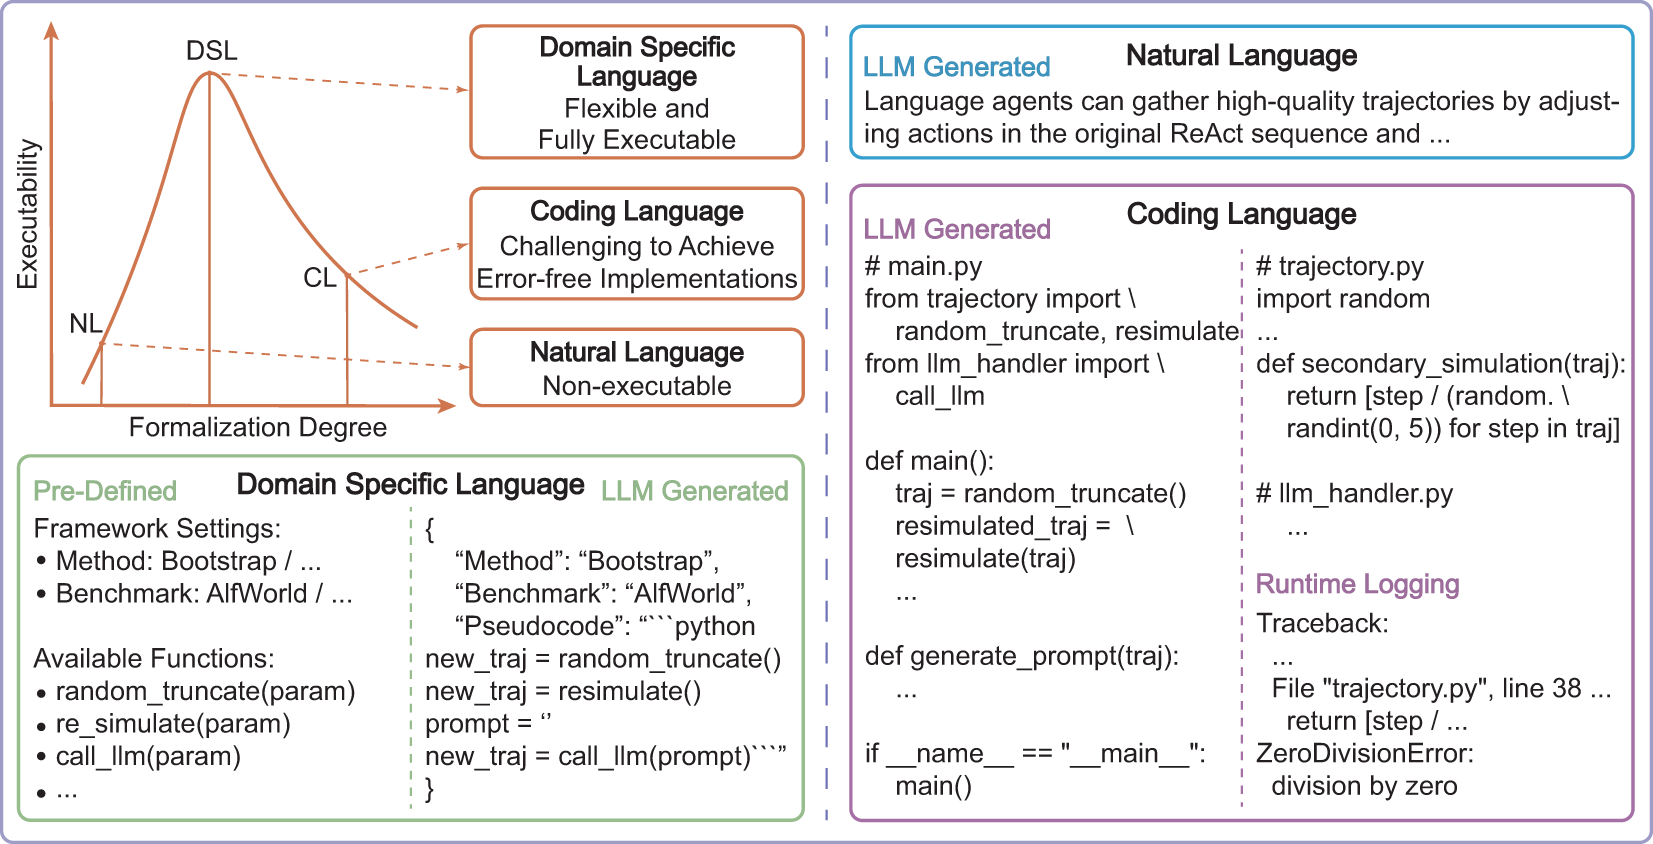 Executability
DSL
CL
NL
Formalization Degree
Domain Specific
Language
Flexible and
Fully Executable
Coding Language
Challenging to Achieve
Error-free Implementations
Natural Language
Non-executable
Pre-Defined
Domain Specific Language
LLM Generated
Framework Settings:
• Method: Bootstrap / ...
• Benchmark: AlfWorld / ...
Available Functions:
• random_truncate(param)
• re_simulate(param)
• call_llm(param)
• ...
{
“Method”: “Bootstrap”,
“Benchmark”: “AlfWorld”,
“Pseudocode”: “```python
new_traj = random_truncate()
new_traj = resimulate()
prompt = ‘’
new_traj = call_llm(prompt)```”
}
LLM Generated
Natural Language
Language agents can gather high-quality trajectories by adjust-
ing actions in the original ReAct sequence and ...
LLM Generated
Coding Language
# main.py
from trajectory import \
random_truncate, resimulate
from llm_handler import \
call_llm
def main():
traj = random_truncate()
resimulated_traj = \
resimulate(traj)
...
def generate_prompt(traj):
...
if __name__ == "__main__":
main()
# trajectory.py
import random
...
def secondary_simulation(traj):
return [step / (random. \
randint(0, 5)) for step in traj]
# llm_handler.py
...
Runtime Logging
Traceback:
...
File "trajectory.py", line 38 ...
return [step / ...
ZeroDivisionError:
division by zero